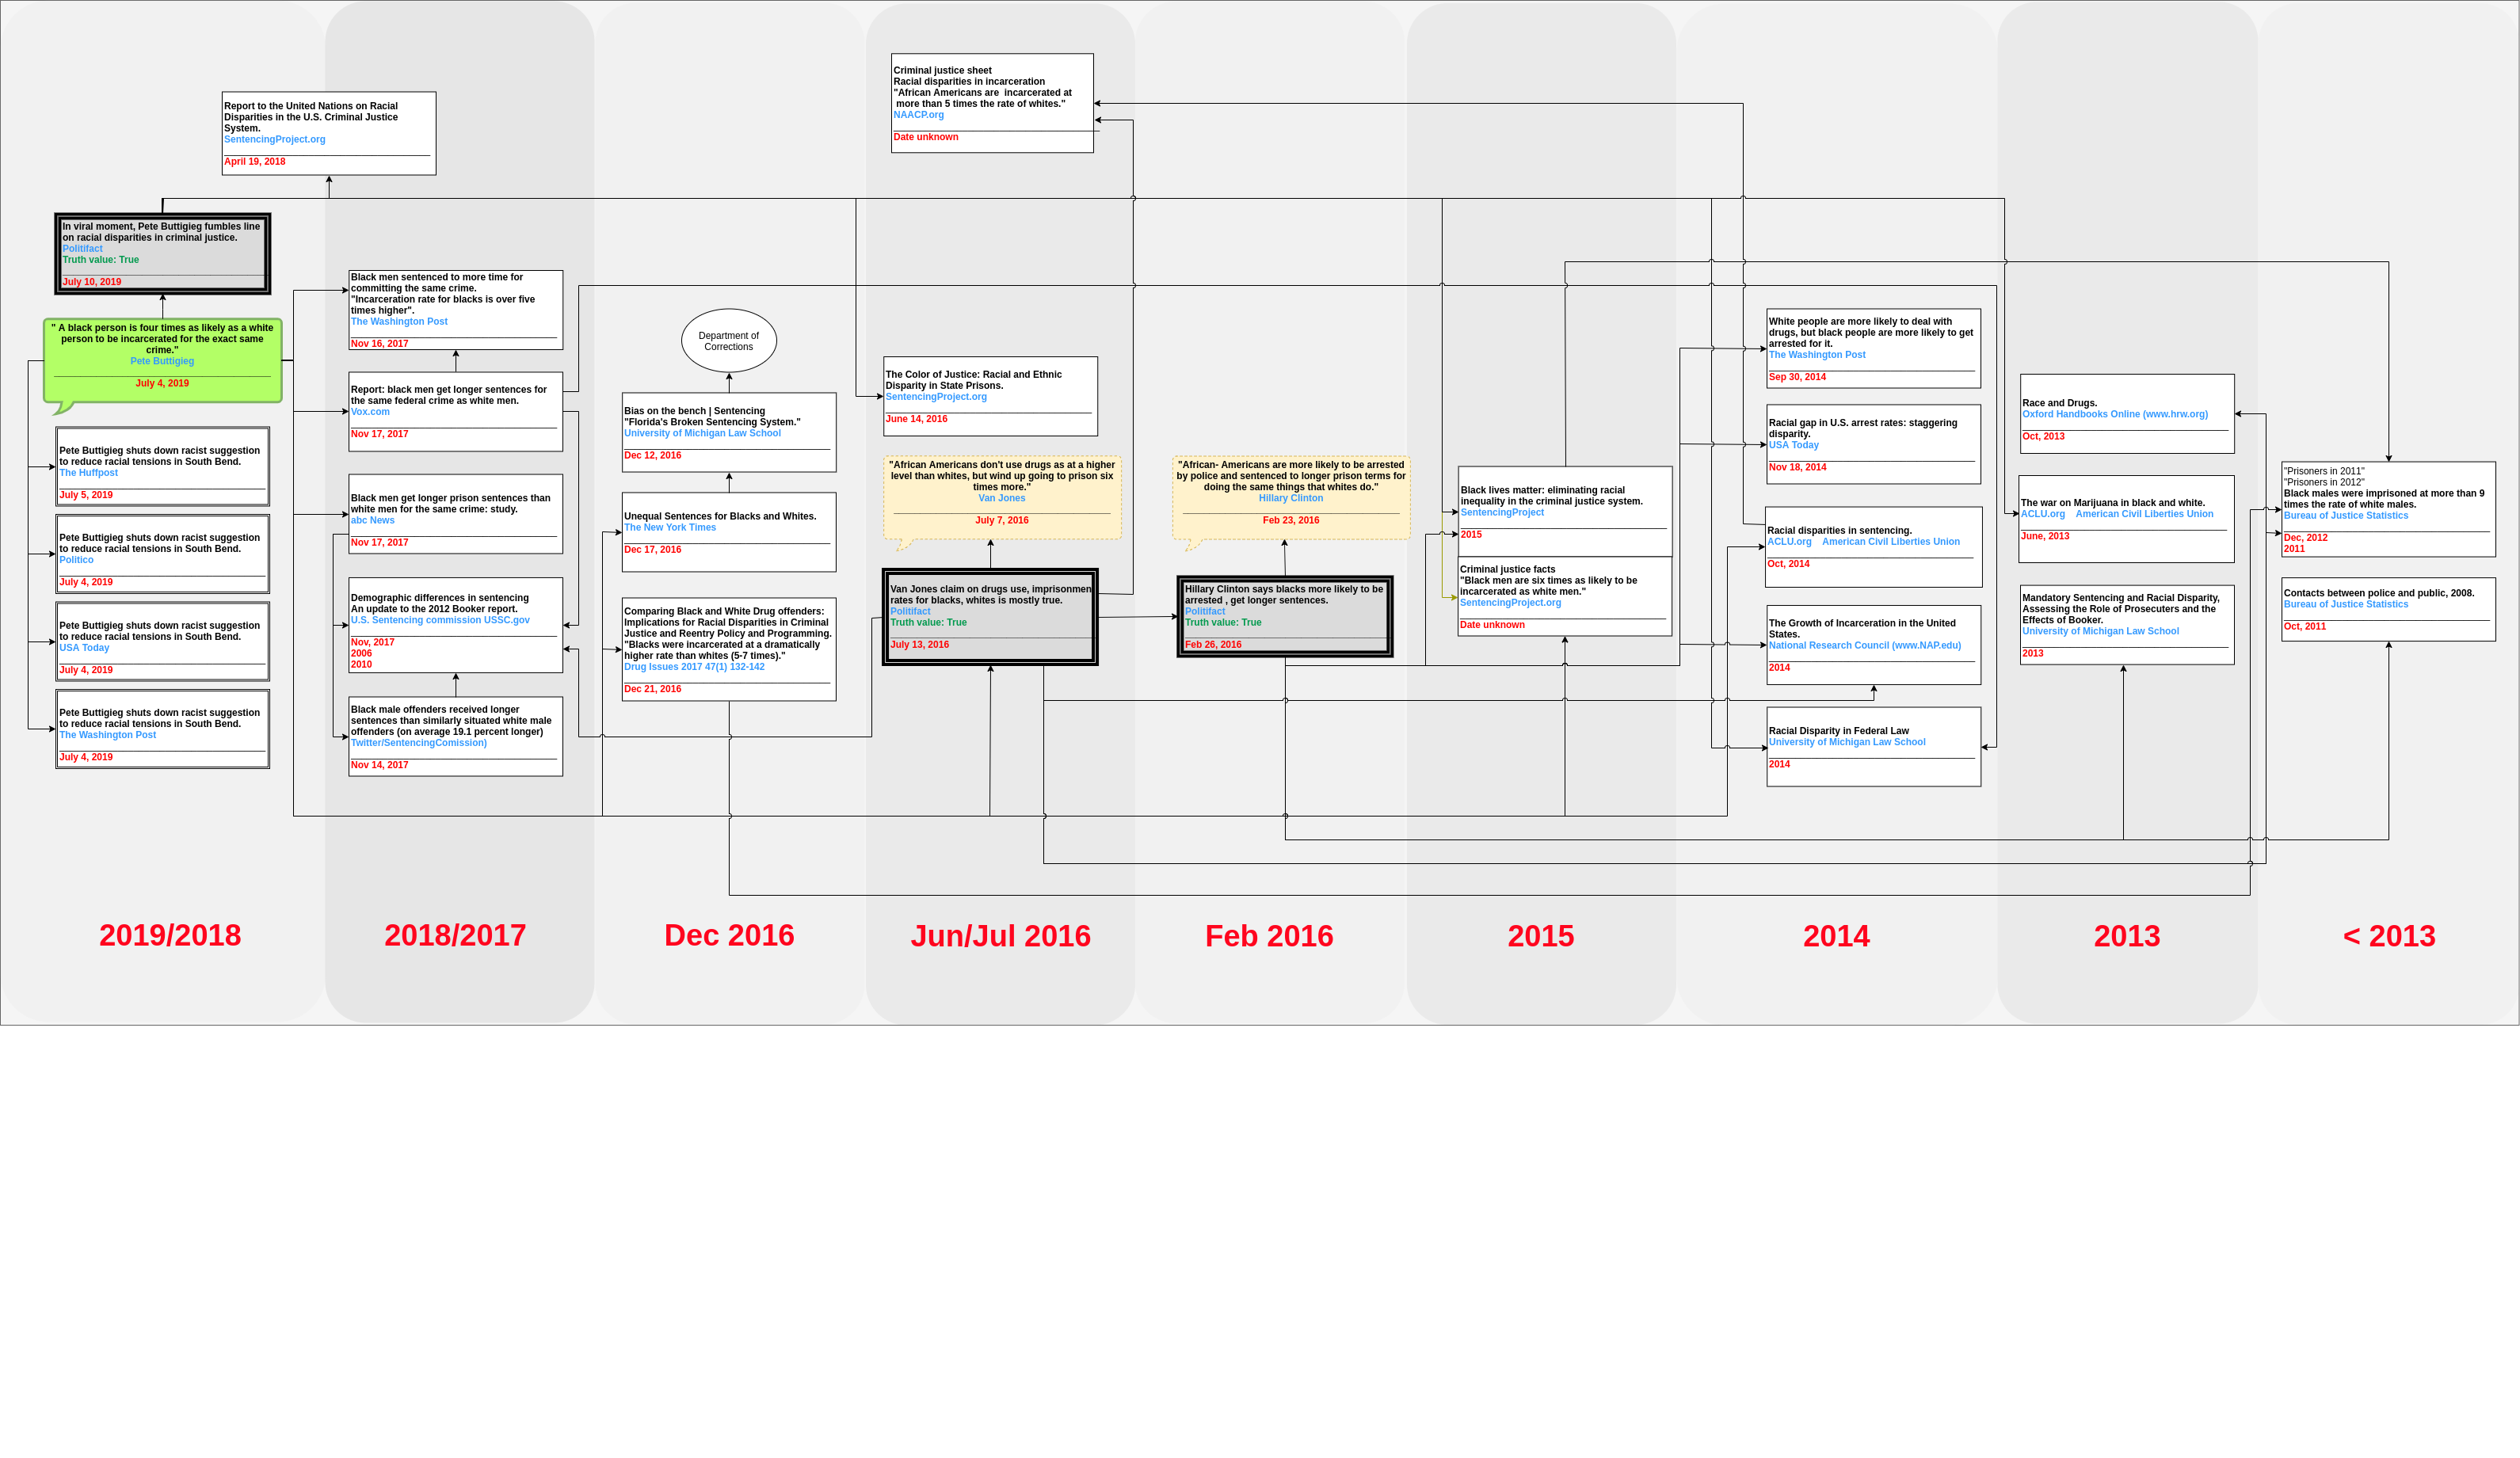 Report to the United Nations on Racial
Disparities in the U.S. Criminal Justice
System.
SentencingProject.org
April 19, 2018
In viral moment, Pete Buttigieg fumbles line
on racial disparities in criminal justice.
Politifact
Truth value: True
July 10, 2019
" A black person is four times as likely as a white
person to be incarcerated for the exact same
crime."
Pete Buttigieg
July 4, 2019
Pete Buttigieg shuts down racist suggestion
to reduce racial tensions in South Bend.
The Huffpost
July 5, 2019
Pete Buttigieg shuts down racist suggestion
to reduce racial tensions in South Bend.
Politico
July 4, 2019
Pete Buttigieg shuts down racist suggestion
to reduce racial tensions in South Bend.
USA Today
July 4, 2019
Pete Buttigieg shuts down racist suggestion
to reduce racial tensions in South Bend.
The Washington Post
July 4, 2019
Black men sentenced to more time for
committing the same crime.
"Incarceration rate for blacks is over five
times higher".
The Washington Post
Nov 16, 2017
Report: black men get longer sentences for
the same federal crime as white men.
Vox.com
Nov 17, 2017
Black men get longer prison sentences than
white men for the same crime: study.
abc News
Nov 17, 2017
Demographic differences in sentencing
An update to the 2012 Booker report.
U.S. Sentencing commission USSC.gov
Nov, 2017
2006
2010
Black male offenders received longer
sentences than similarly situated white male
offenders (on average 19.1 percent longer)
Twitter/SentencingComission)
Nov 14, 2017
Department of
Corrections
Bias on the bench | Sentencing
"Florida's Broken Sentencing System."
University of Michigan Law School
Dec 12, 2016
Unequal Sentences for Blacks and Whites.
The New York Times
Dec 17, 2016
Comparing Black and White Drug offenders:
Implications for Racial Disparities in Criminal
Justice and Reentry Policy and Programming.
"Blacks were incarcerated at a dramatically
higher rate than whites (5-7 times)."
Drug Issues 2017 47(1) 132-142
Dec 21, 2016
Criminal justice sheet
Racial disparities in incarceration
"African Americans are incarcerated at
more than 5 times the rate of whites."
NAACP.org
Date unknown
The Color of Justice: Racial and Ethnic
Disparity in State Prisons.
SentencingProject.org
June 14, 2016
"African Americans don't use drugs as at a higher
level than whites, but wind up going to prison six
times more."
Van Jones
July 7, 2016
Van Jones claim on drugs use, imprisonmen
rates for blacks, whites is mostly true.
Politifact
Truth value: True
July 13, 2016
"African- Americans are more likely to be arrested
by police and sentenced to longer prison terms for
doing the same things that whites do."
Hillary Clinton
Feb 23, 2016
Hillary Clinton says blacks more likely to be
arrested , get longer sentences.
Politifact
Truth value: True
Feb 26, 2016
Black lives matter: eliminating racial
inequality in the criminal justice system.
SentencingProject
2015
Criminal justice facts
"Black men are six times as likely to be
incarcerated as white men."
SentencingProject.org
Date unknown
White people are more likely to deal with
drugs, but black people are more likely to get
arrested for it.
The Washington Post
Sep 30, 2014
Racial gap in U.S. arrest rates: staggering
disparity.
USA Today
Nov 18, 2014
Racial disparities in sentencing.
ACLU.org American Civil Liberties Union
Oct, 2014
The Growth of Incarceration in the United
States.
National Research Council (www.NAP.edu)
2014
Racial Disparity in Federal Law
University of Michigan Law School
2014
Race and Drugs.
Oxford Handbooks Online (www.hrw.org)
Oct, 2013
The war on Marijuana in black and white.
ACLU.org American Civil Liberties Union
June, 2013
Mandatory Sentencing and Racial Disparity,
Assessing the Role of Prosecuters and the
Effects of Booker.
University of Michigan Law School
2013
"Prisoners in 2011"
"Prisoners in 2012"
Black males were imprisoned at more than 9
times the rate of white males.
Bureau of Justice Statistics
Dec, 2012
2011
Contacts between police and public, 2008.
Bureau of Justice Statistics
Oct, 2011
2019/2018
2018/2017
Dec 2016
Jun/Jul 2016
Feb 2016
2015
2014
2013
< 2013